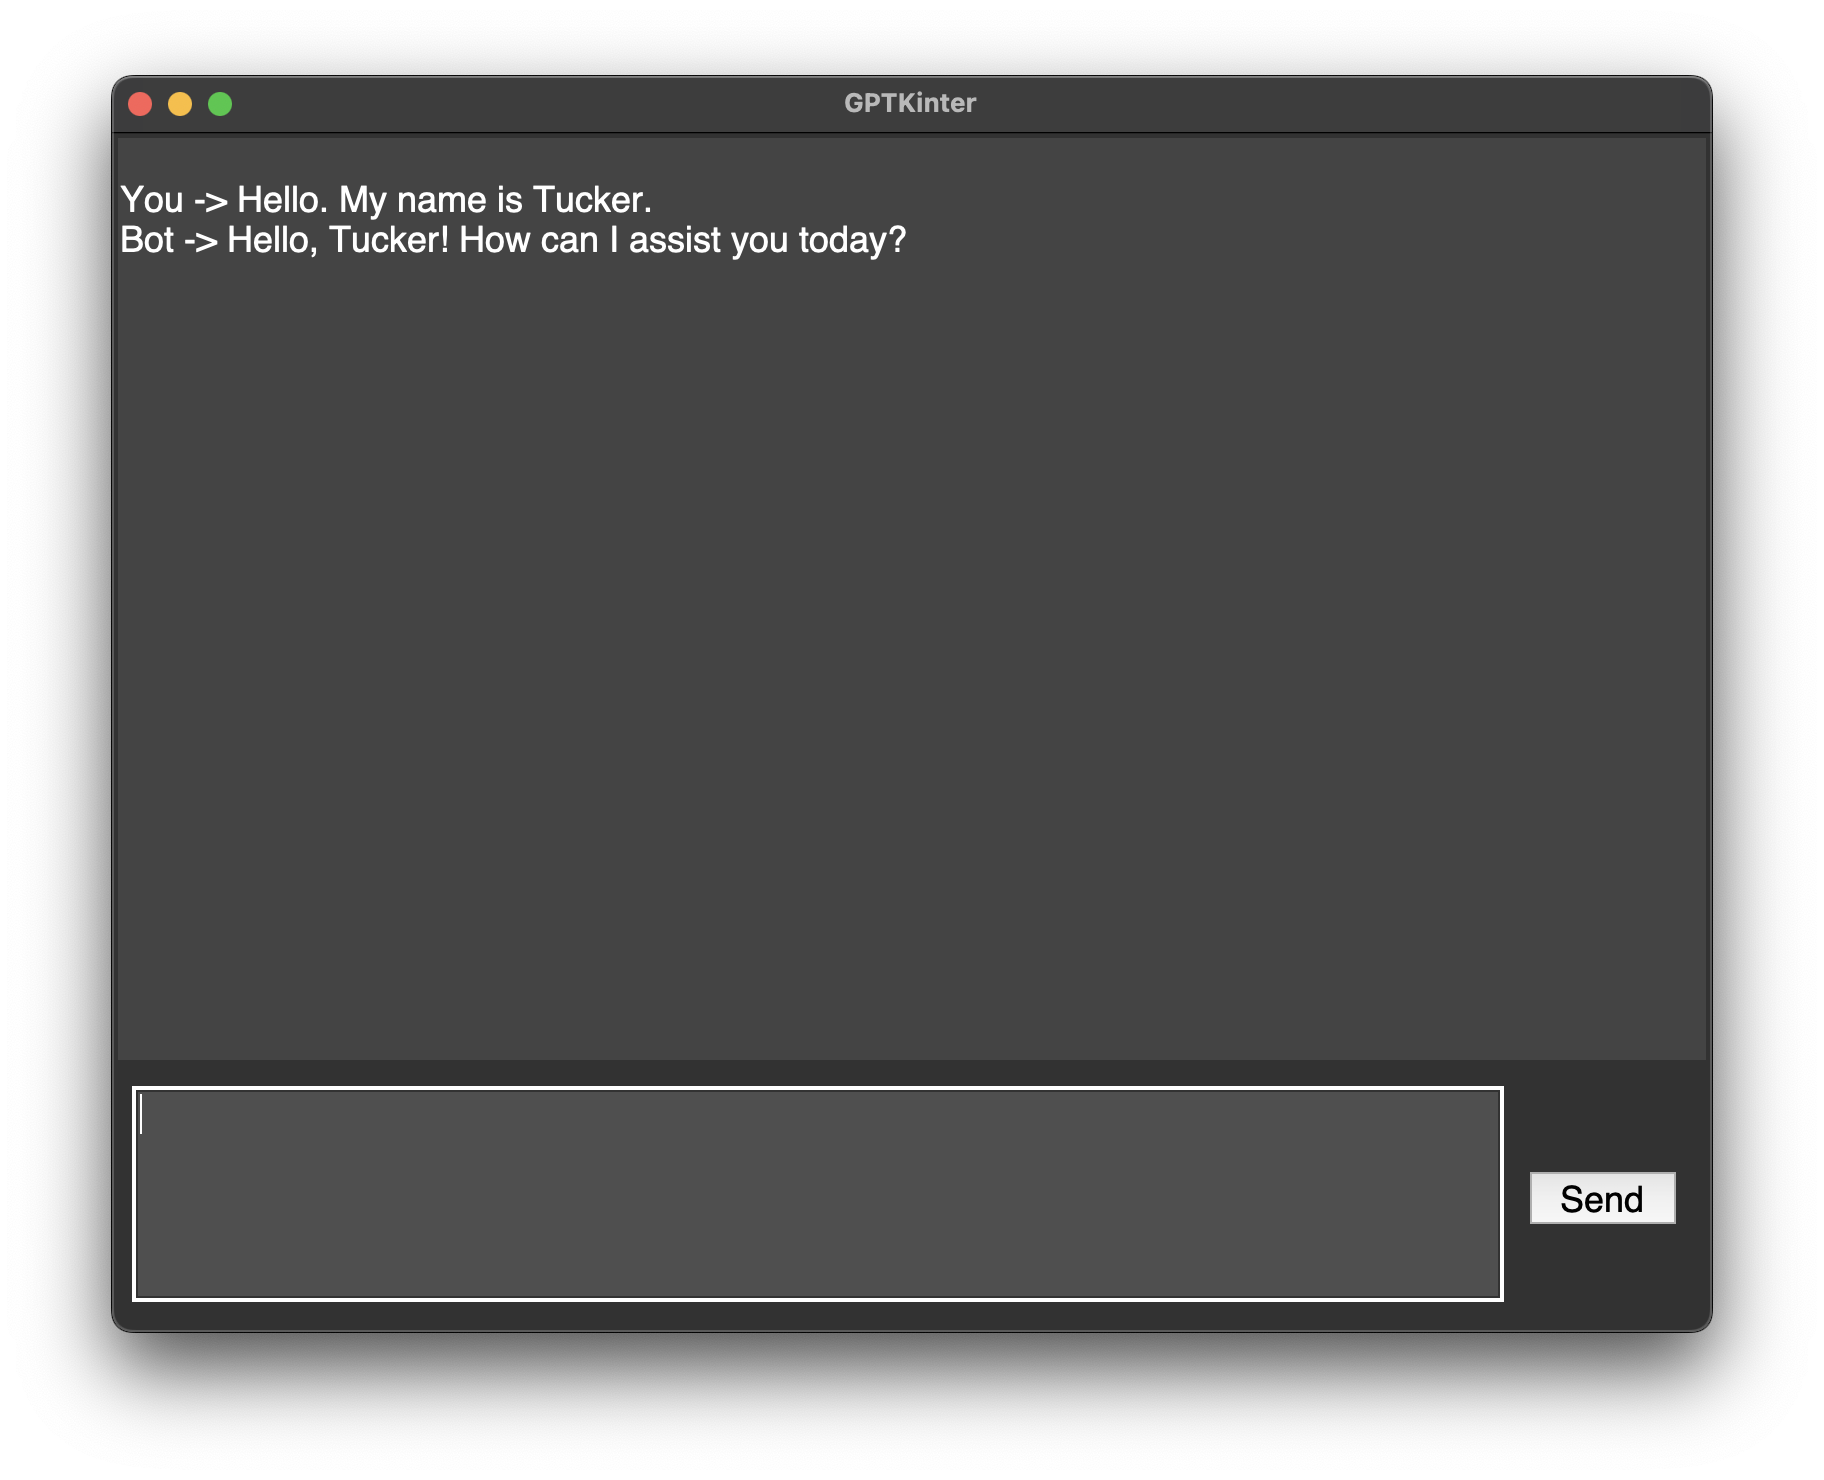 GPTKinter
You -> Hello. My name is Tucker.
Bot -> Hello, Tucker! How can I assist you today?
Send